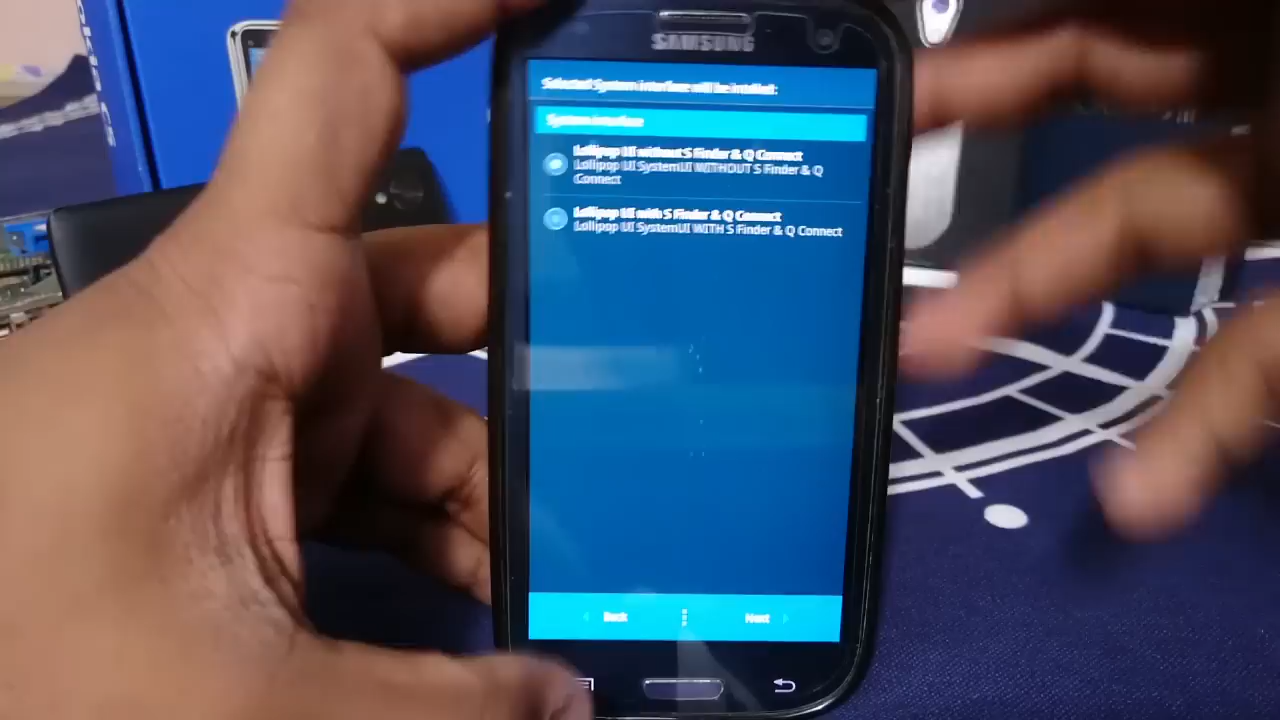 SAMSUNG
Selected System interface will be intalled:
System interface
Lollipop UI without S Finder & Q Connect
Lollipop UI SystemUI WITHOUT S Finder & Q
Connect
Lollipop UI with S Finder & Q Connect
Lollipop UI SystemUI WITH S Finder & Q Connect
Back
Next